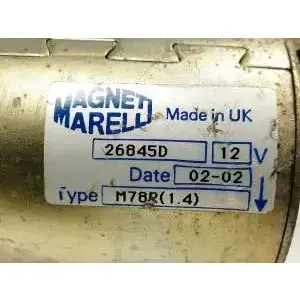 MAGNETI
MARELLI Made in UK
26845D 12 V
Date 02-02
Type M78R(1.4)